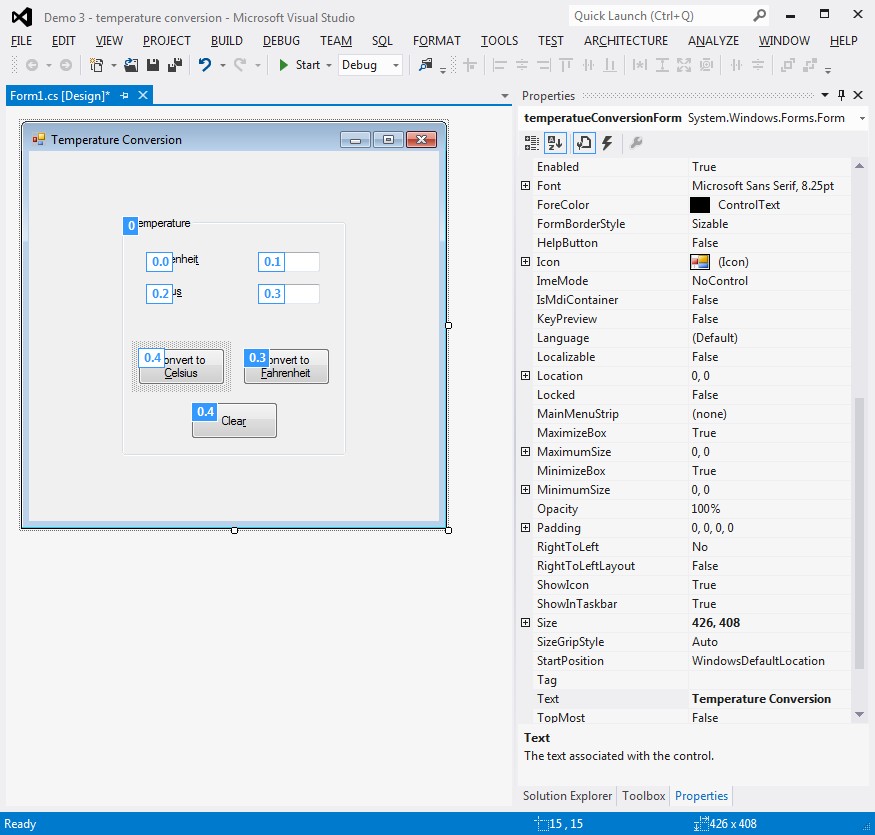 Demo 3 - temperature conversion - Microsoft Visual Studio
Quick Launch (Ctrl+Q)
FILE EDIT VIEW PROJECT BUILD DEBUG TEAM SQL FORMAT TOOLS TEST ARCHITECTURE ANALYZE WINDOW HELP
Start Debug
Form1.cs [Design]*
Temperature Conversion
0 emperature
0.0 enheit 0.1
0.2 us 0.3
0.4 onvert to
Celsius
0.3 onvert to
Fahrenheit
0.4 Clear
Properties
temperatueConversionForm System.Windows.Forms.Form
Enabled True
Font Microsoft Sans Serif, 8.25pt
ForeColor ControlText
FormBorderStyle Sizable
HelpButton False
Icon (Icon)
ImeMode NoControl
IsMdiContainer False
KeyPreview False
Language (Default)
Localizable False
Location 0, 0
Locked False
MainMenuStrip (none)
MaximizeBox True
MaximumSize 0, 0
MinimizeBox True
MinimumSize 0, 0
Opacity 100%
Padding 0, 0, 0, 0
RightToLeft No
RightToLeftLayout False
ShowIcon True
ShowInTaskbar True
Size 426, 408
SizeGripStyle Auto
StartPosition WindowsDefaultLocation
Tag
Text Temperature Conversion
TopMost False
Text
The text associated with the control.
Solution Explorer Toolbox Properties
Ready 15 , 15 426 x 408